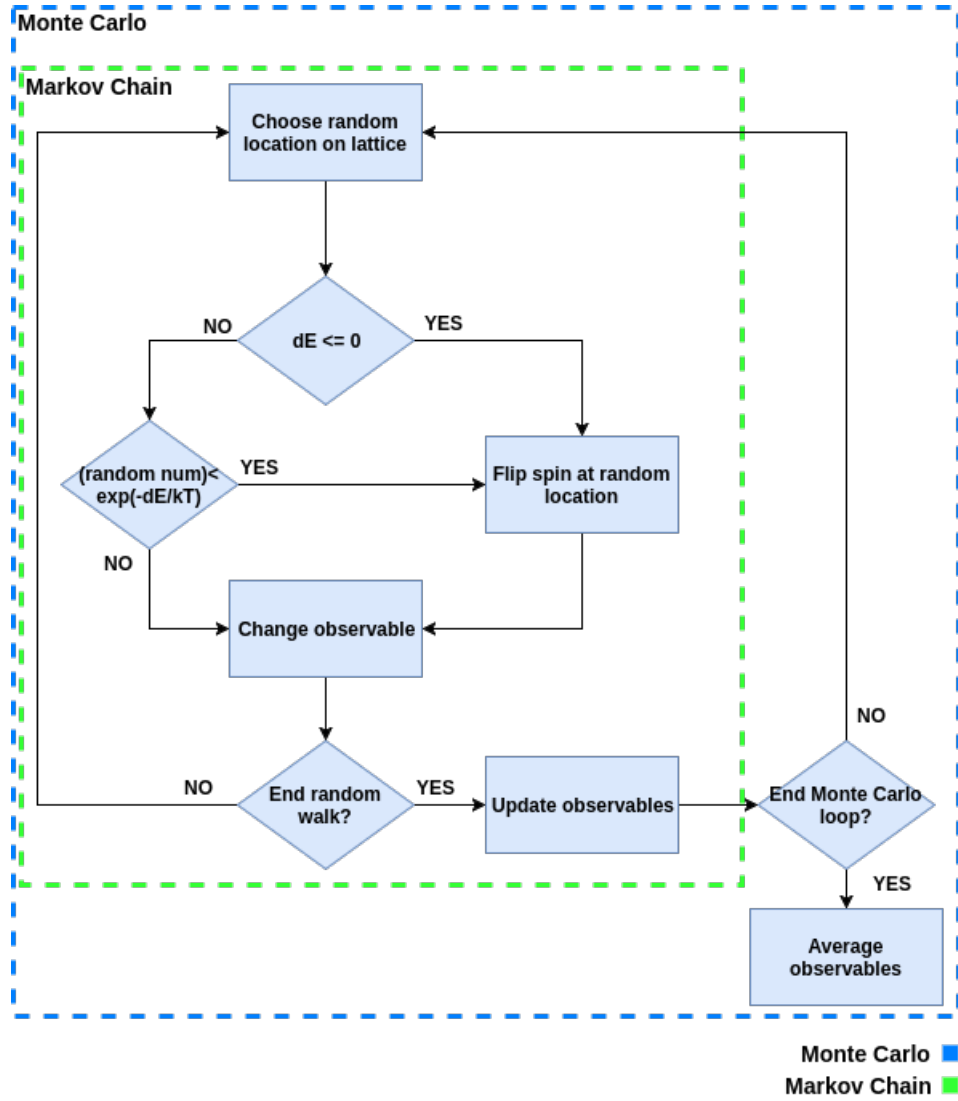 Monte Carlo
Markov Chain
Choose random
location on lattice
NO
YES
dE <= 0
(random num)<
exp(-dE/kT)
YES
Flip spin at random
location
NO
Change observable
NO
NO
End random
walk?
YES
Update observables
End Monte Carlo
loop?
YES
Average
observables
Monte Carlo
Markov Chain